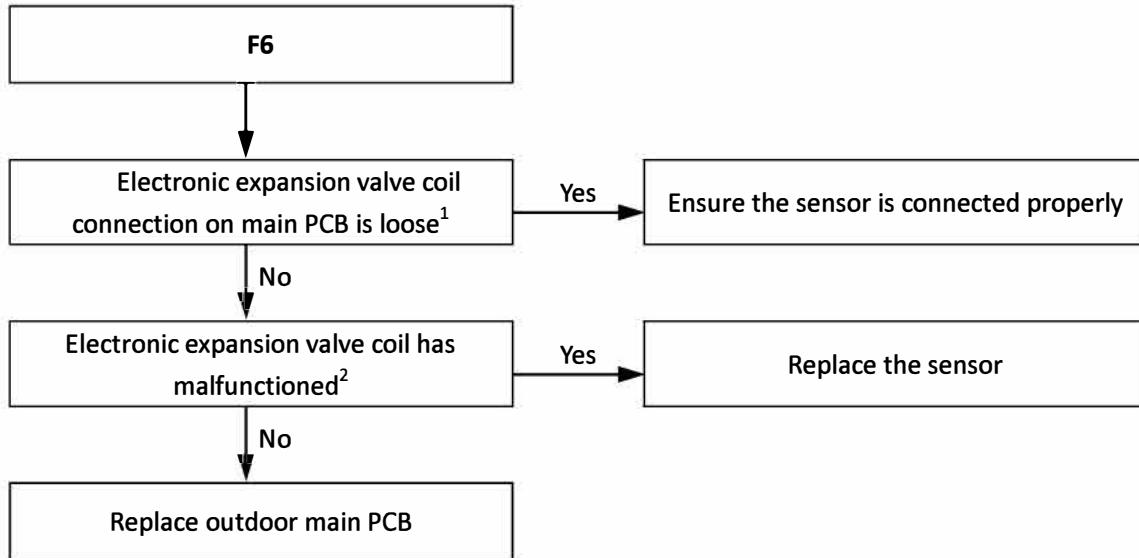 F6
Electronic expansion valve coil
connection on main PCB is loose1
Yes
Ensure the sensor is connected properly
No
Electronic expansion valve coil has
malfunctioned2
Yes
Replace the sensor
No
Replace outdoor main PCB